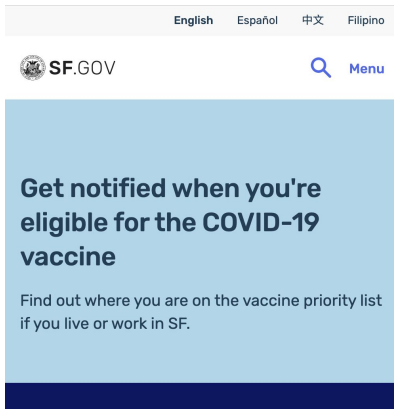 English Español 中文 Filipino
SF.GOV Menu
Get notified when you're
eligible for the COVID-19
vaccine
Find out where you are on the vaccine priority list
if you live or work in SF.